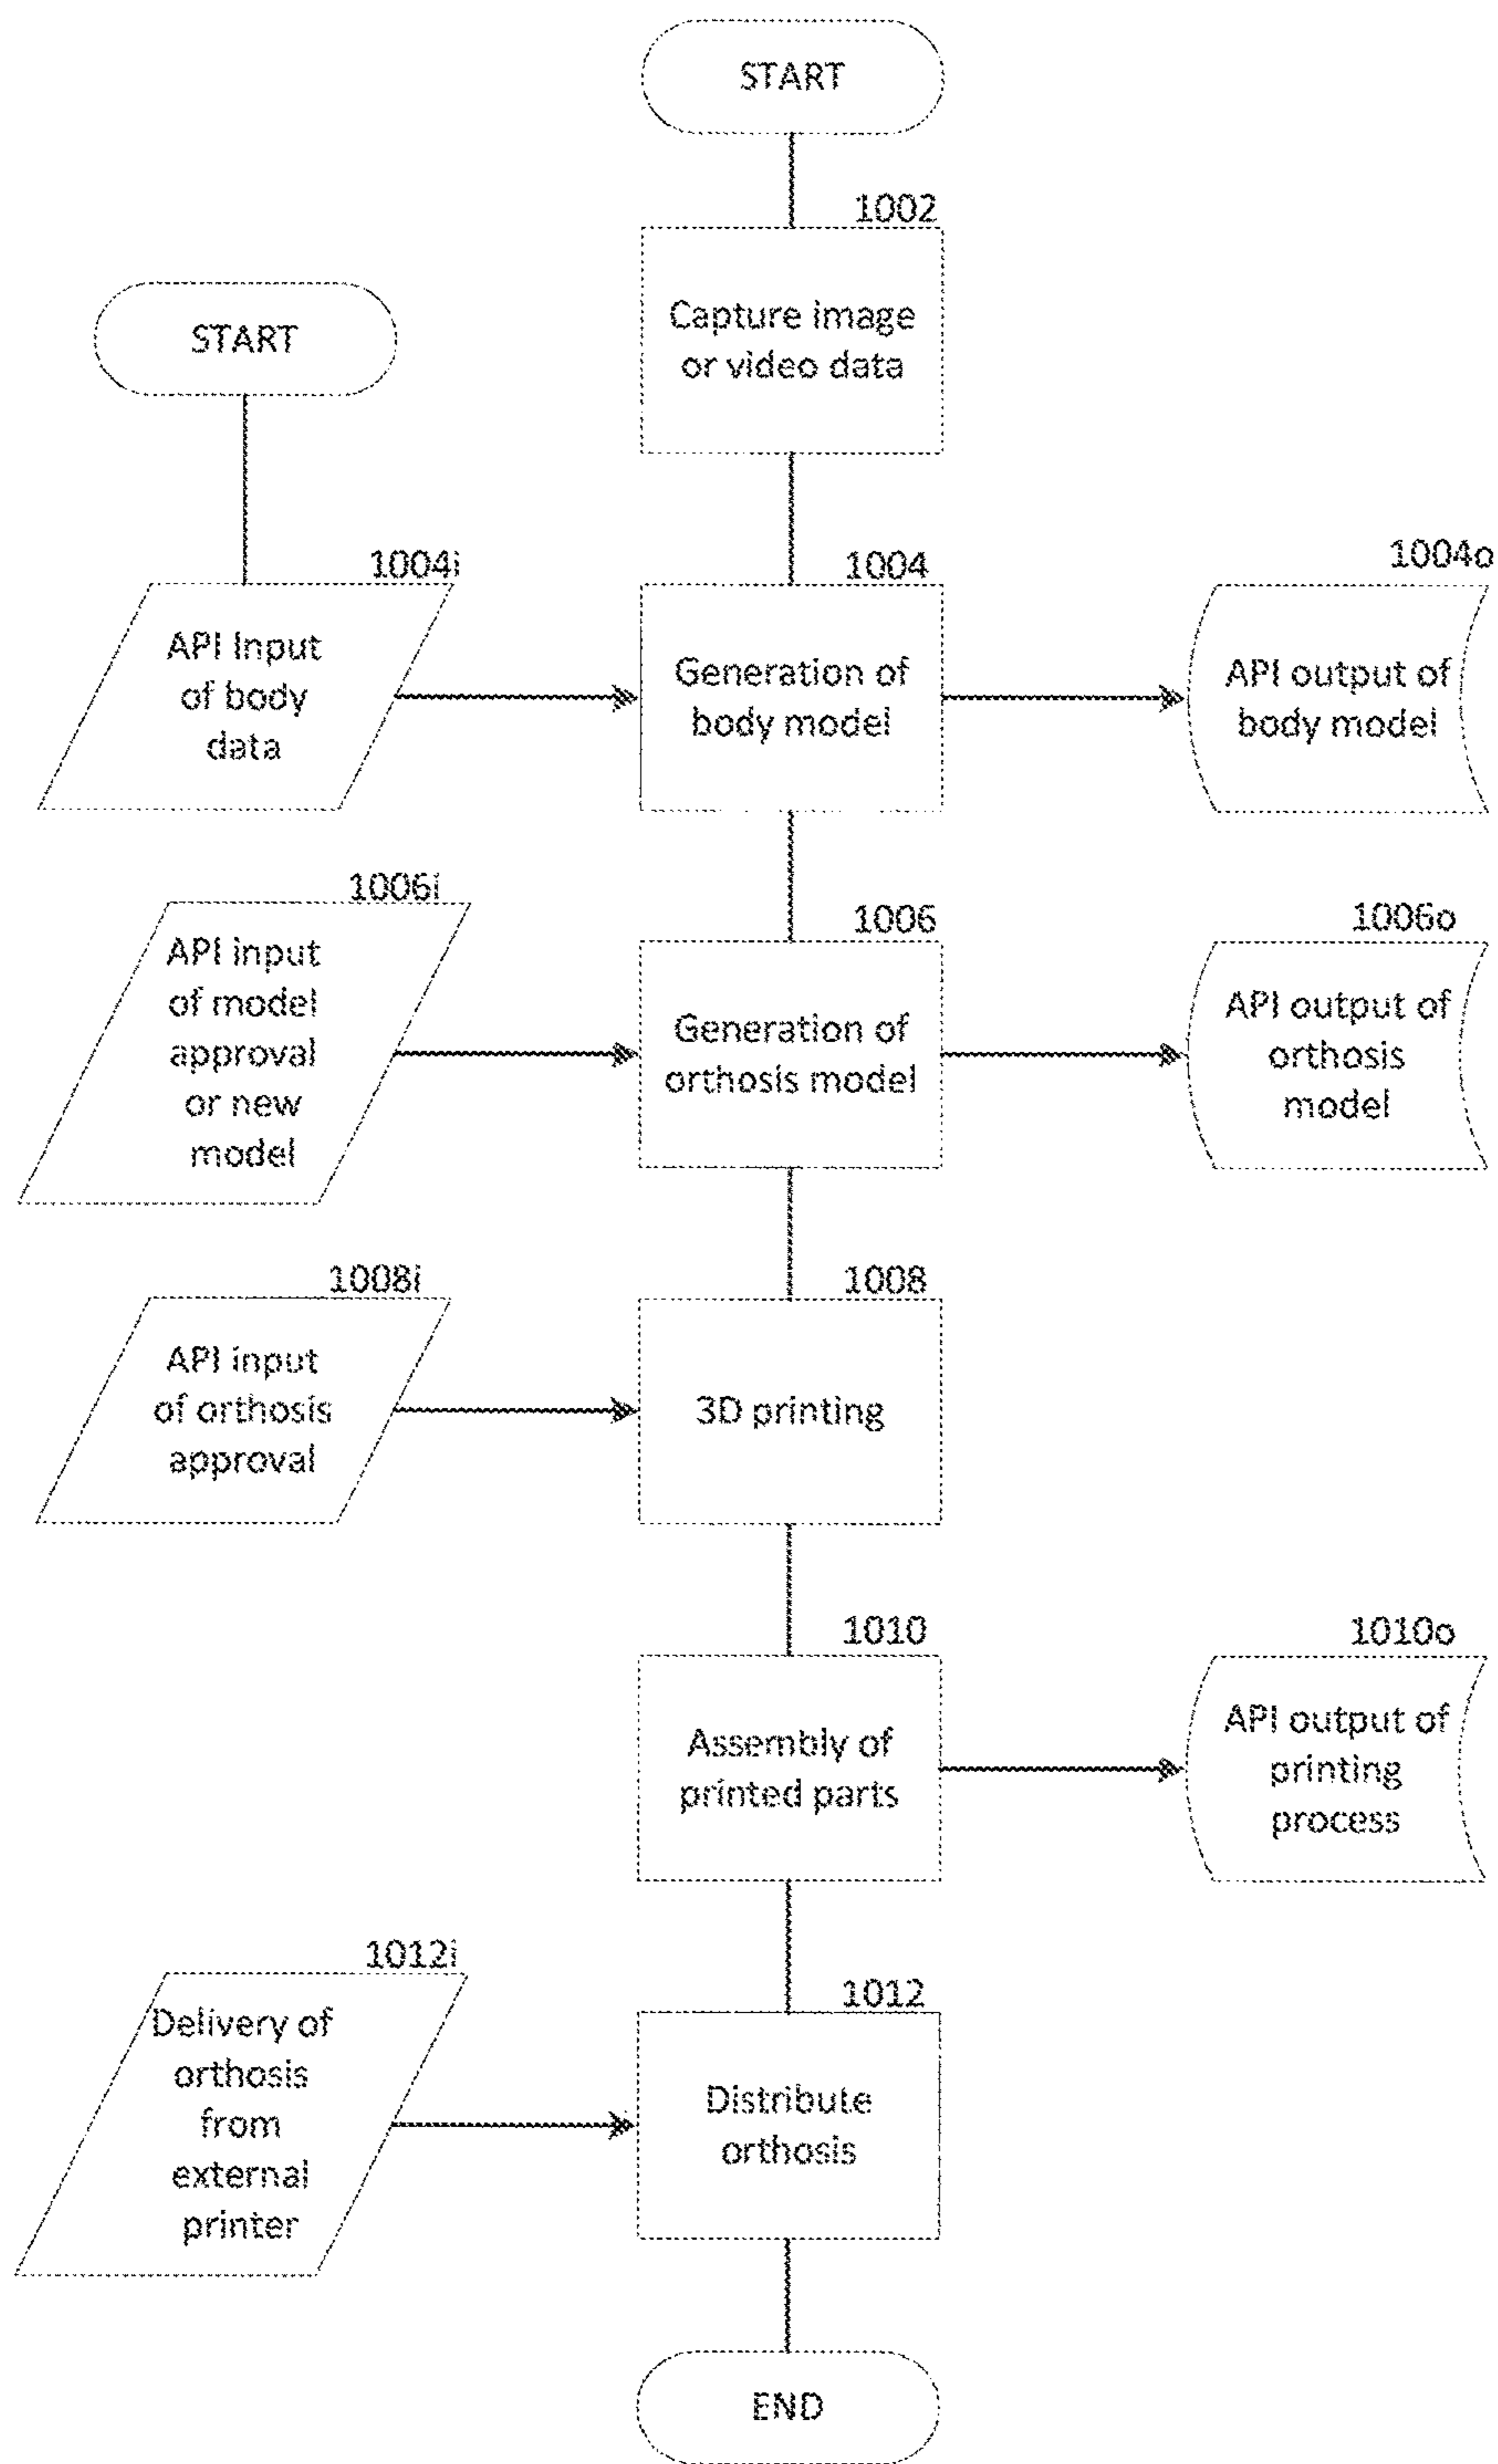 START
1002
Capture image
or video data
START
1004i
API Input
of body
data
1004
Generation of
body model
1004o
API output of
body model
1006i
API input
of model
approval
or new
model
1006
Generation of
orthosis model
1006o
API output of
orthosis
model
1008i
API input
of orthosis
approval
1008
3D printing
1010
Assembly of
printed parts
1010o
API output of
printing
process
1012i
Delivery of
orthosis
from
external
printer
1012
Distribute
orthosis
END